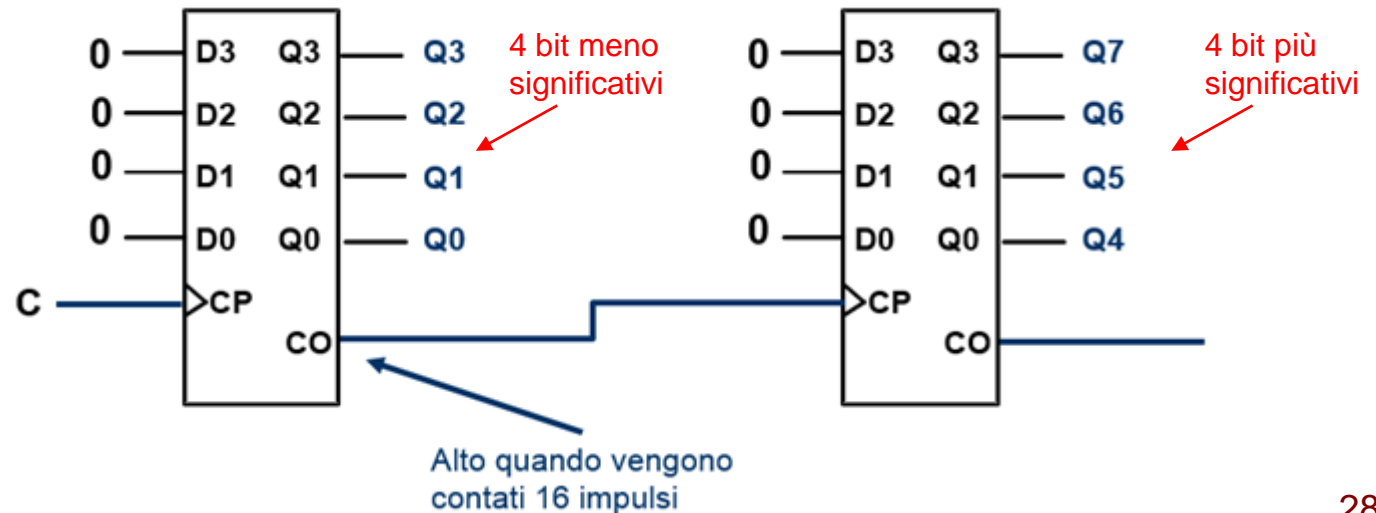 0 D3 Q3 Q3 4 bit meno significativi 0 D3 Q3 Q7 4 bit più significativi
0 D2 Q2 Q2 0 D2 Q2 Q6
0 D1 Q1 Q1 0 D1 Q1 Q5
0 D0 Q0 Q0 0 D0 Q0 Q4
C CP CP
CO CO
Alto quando vengono
contati 16 impulsi
28